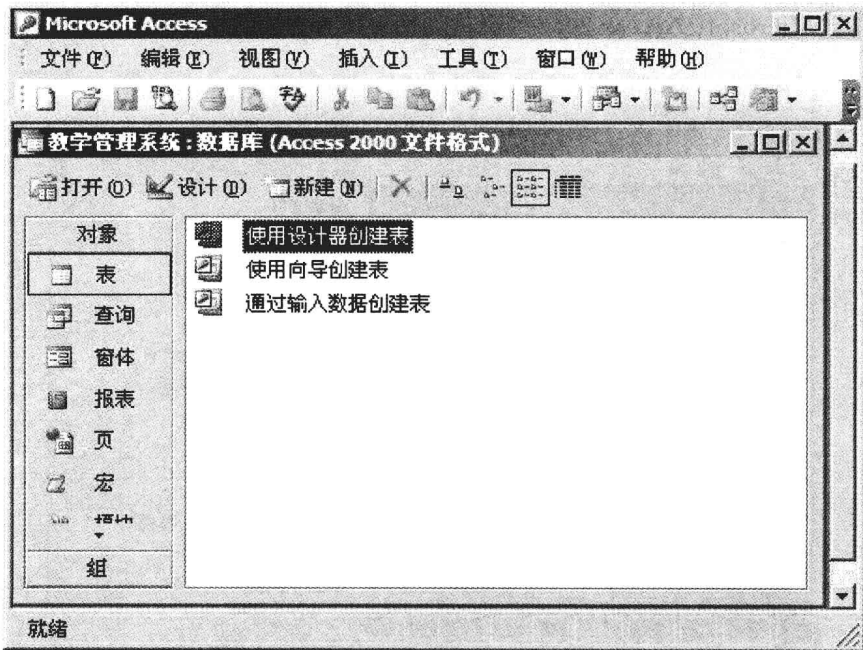 Microsoft Access
文件(F) 编辑(E) 视图(V) 插入(I) 工具(T) 窗口(W) 帮助(H)
教学管理系统:数据库 (Access 2000 文件格式)
打开(O) 设计(D) 新建(N)
对象
使用设计器创建表
表
使用向导创建表
查询
通过输入数据创建表
窗体
报表
页
宏
组
就绪